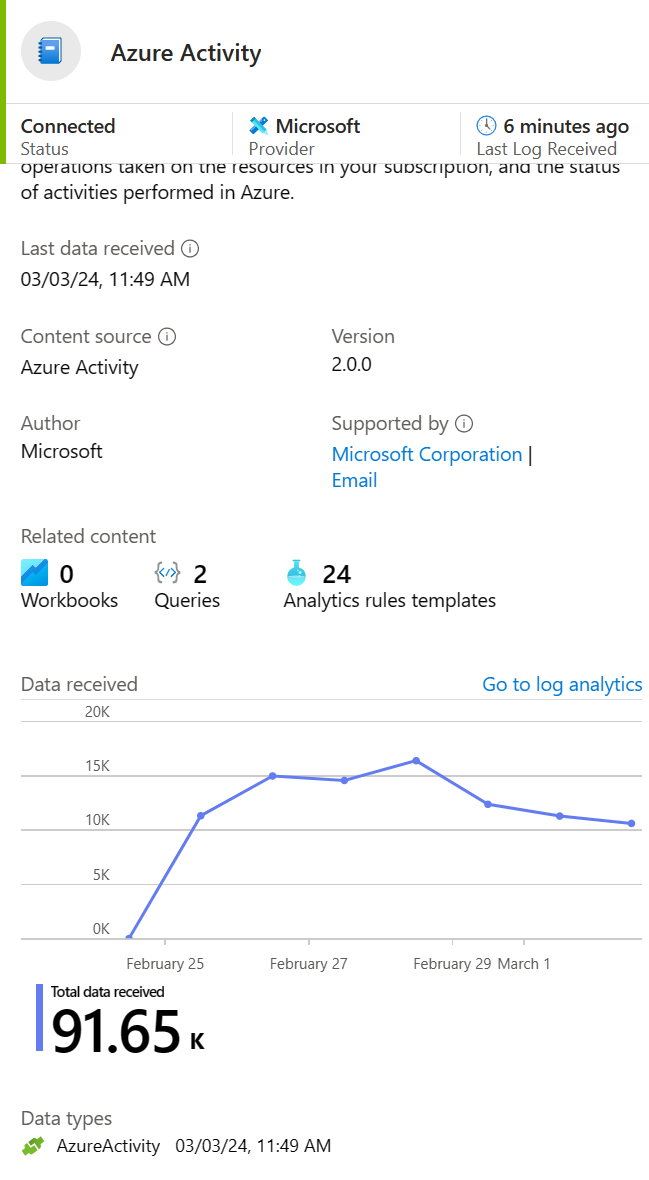 Azure Activity
Connected
Status
Microsoft
Provider
6 minutes ago
Last Log Received
operations taken on the resources in your subscription, and the status
of activities performed in Azure.
Last data received
03/03/24, 11:49 AM
Content source
Azure Activity
Version
2.0.0
Author
Microsoft
Supported by
Microsoft Corporation |
Email
Related content
0
Workbooks
2
Queries
24
Analytics rules templates
Data received
Go to log analytics
20K
15K
10K
5K
0K
February 25 February 27 February 29 March 1
Total data received
91.65 K
Data types
AzureActivity 03/03/24, 11:49 AM